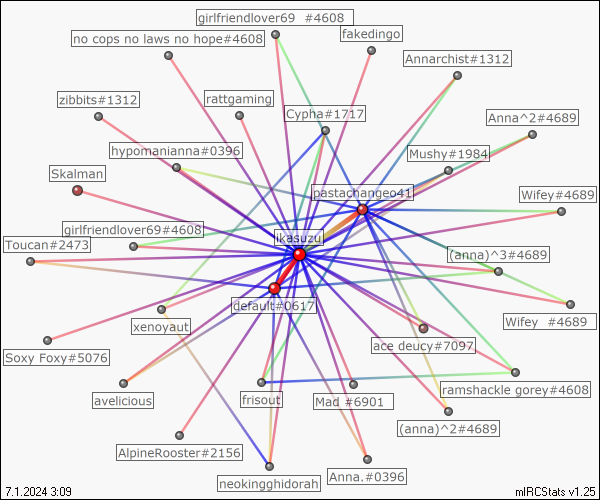 girlfriendlover69 #4608
fakedingo
no cops no laws no hope#4608
Annarchist#1312
zibbits#1312
rattgaming
Cypha#1717
Anna^2#4689
hypomanianna#0396
Mushy#1984
Skalman
pastachangeo41
Wifey#4689
girlfriendlover69#4608
ikasuzu
Toucan#2473
(anna)^3#4689
default#0617
xenoyaut
Wifey #4689
Soxy Foxy#5076
ace deucy#7097
avelicious
frisout
Mad #6901
ramshackle gorey#4608
(anna)^2#4689
AlpineRooster#2156
Anna.#0396
neokingghidorah
7.1.2024 3:09
mIRCStats v1.25